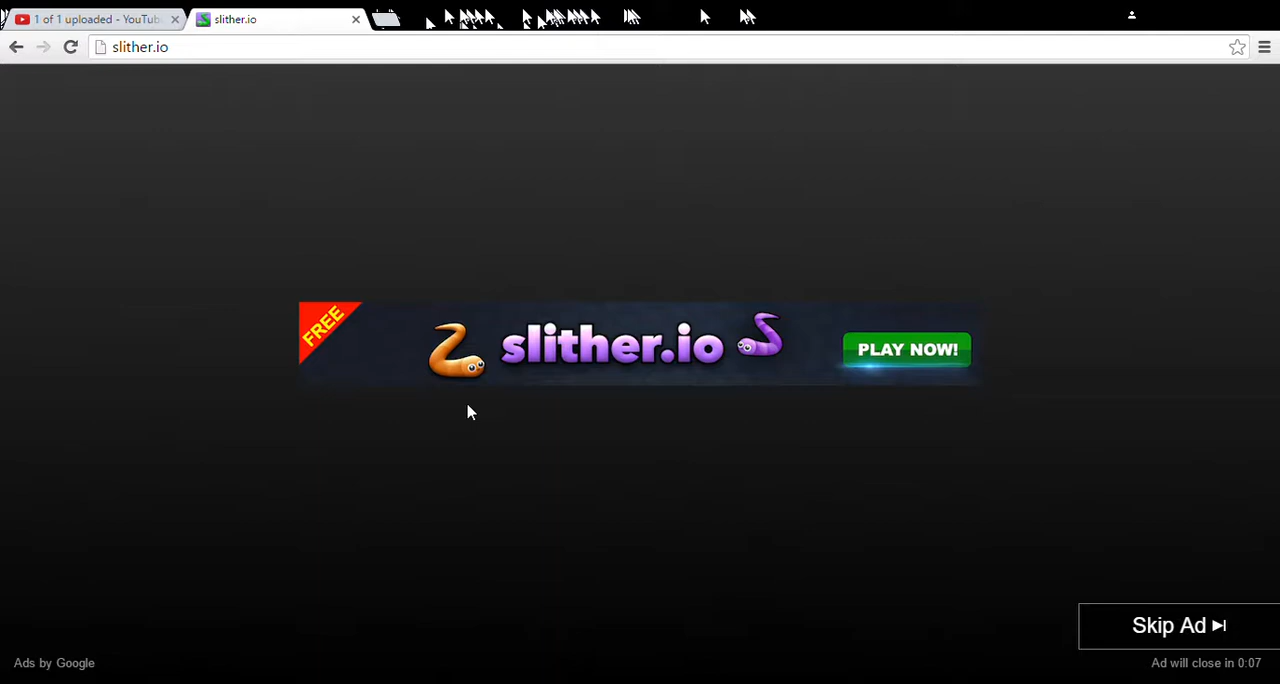 1 of 1 uploaded - YouTub
slither.io
slither.io
FREE
slither.io
PLAY NOW!
Skip Ad
Ads by Google
Ad will close in 0:07